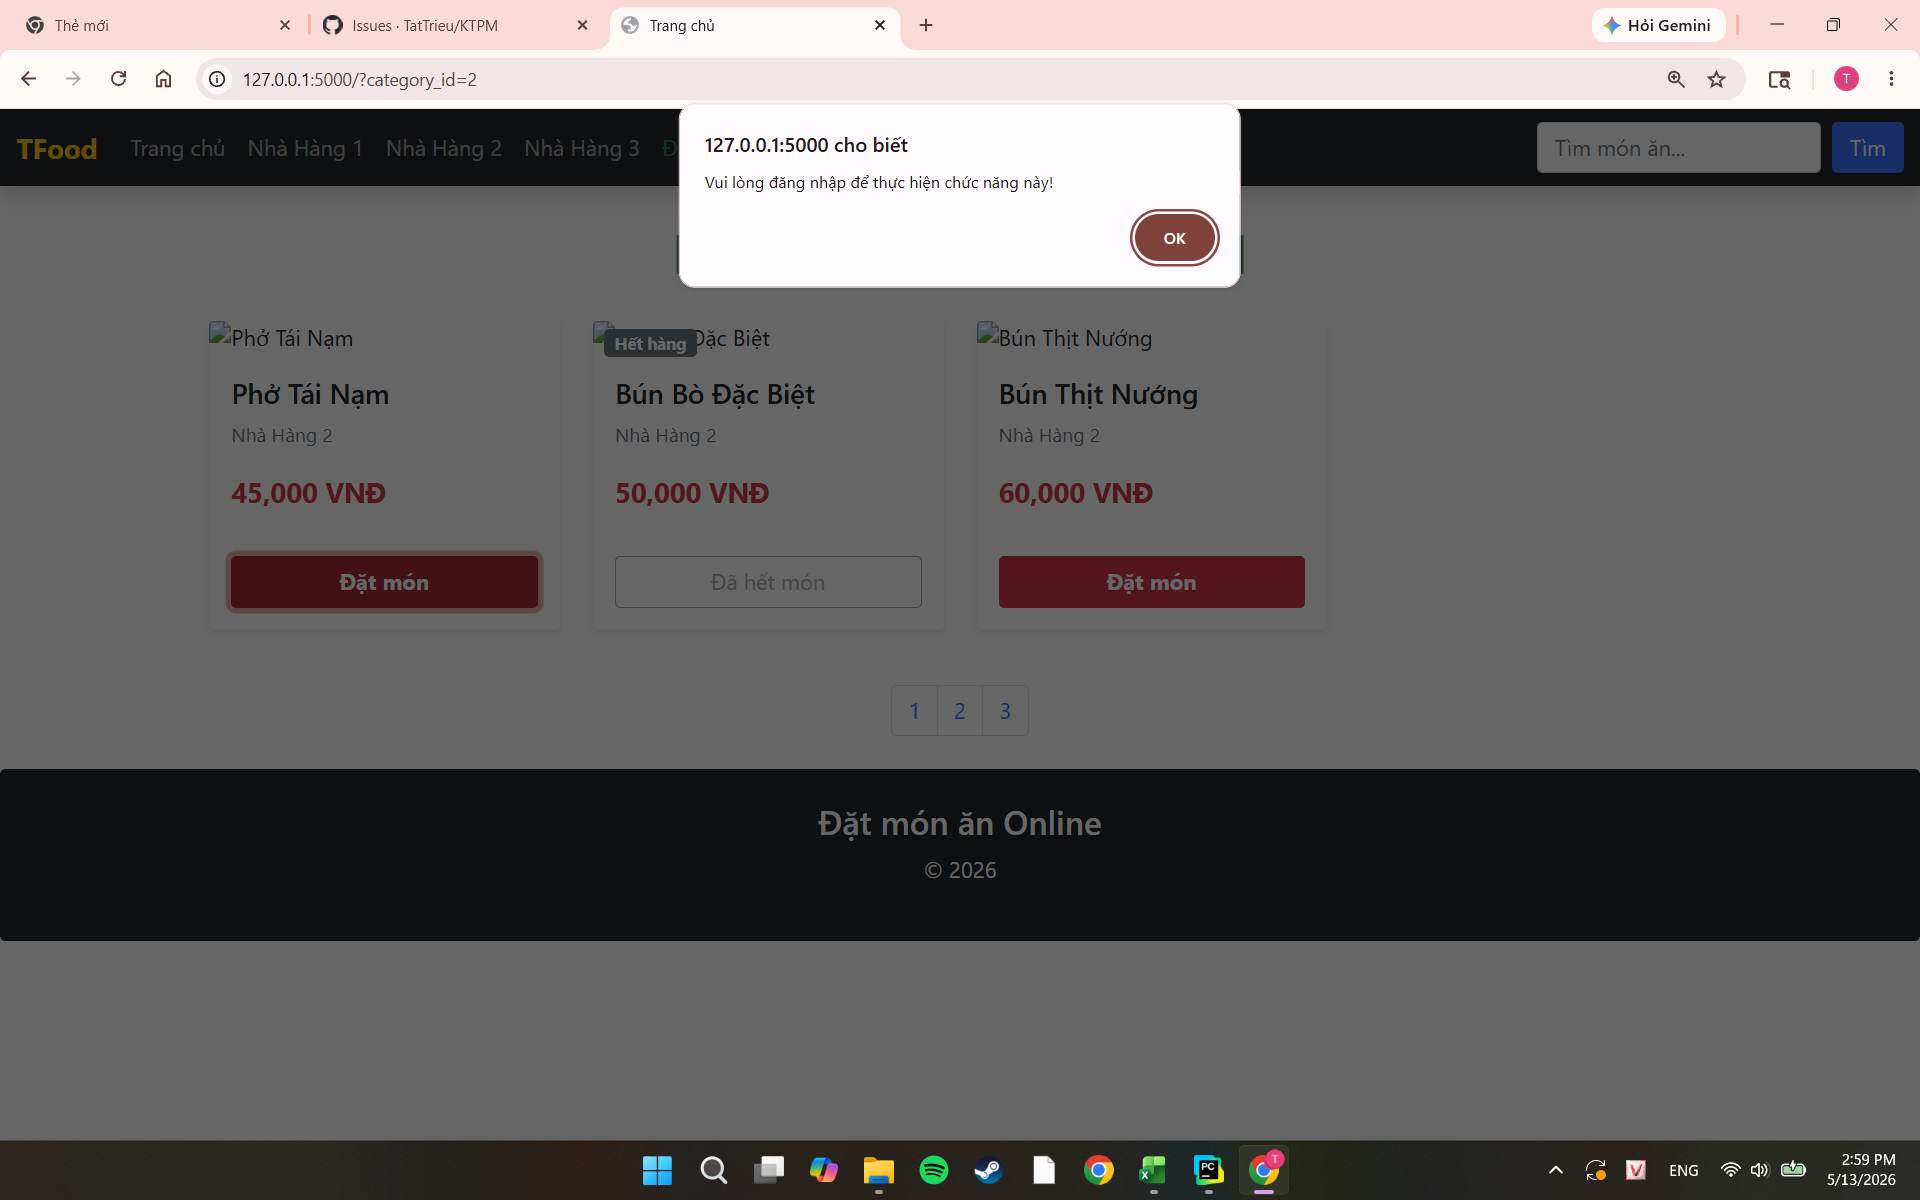 Thẻ mới
Issues · TatTrieu/KTPM
Trang chủ
Hỏi Gemini
127.0.0.1:5000/?category_id=2
T
TFood
Trang chủ
Nhà Hàng 1
Nhà Hàng 2
Nhà Hàng 3
Tìm món ăn...
Tìm
127.0.0.1:5000 cho biết
Vui lòng đăng nhập để thực hiện chức năng này!
OK
Phở Tái Nạm
Hết hàng
Đặc Biệt
Bún Thịt Nướng
Phở Tái Nạm
Bún Bò Đặc Biệt
Bún Thịt Nướng
Nhà Hàng 2
Nhà Hàng 2
Nhà Hàng 2
45,000 VNĐ
50,000 VNĐ
60,000 VNĐ
Đặt món
Đã hết món
Đặt món
1
2
3
Đặt món ăn Online
© 2026
PC
T
V
ENG
2:59 PM
5/13/2026